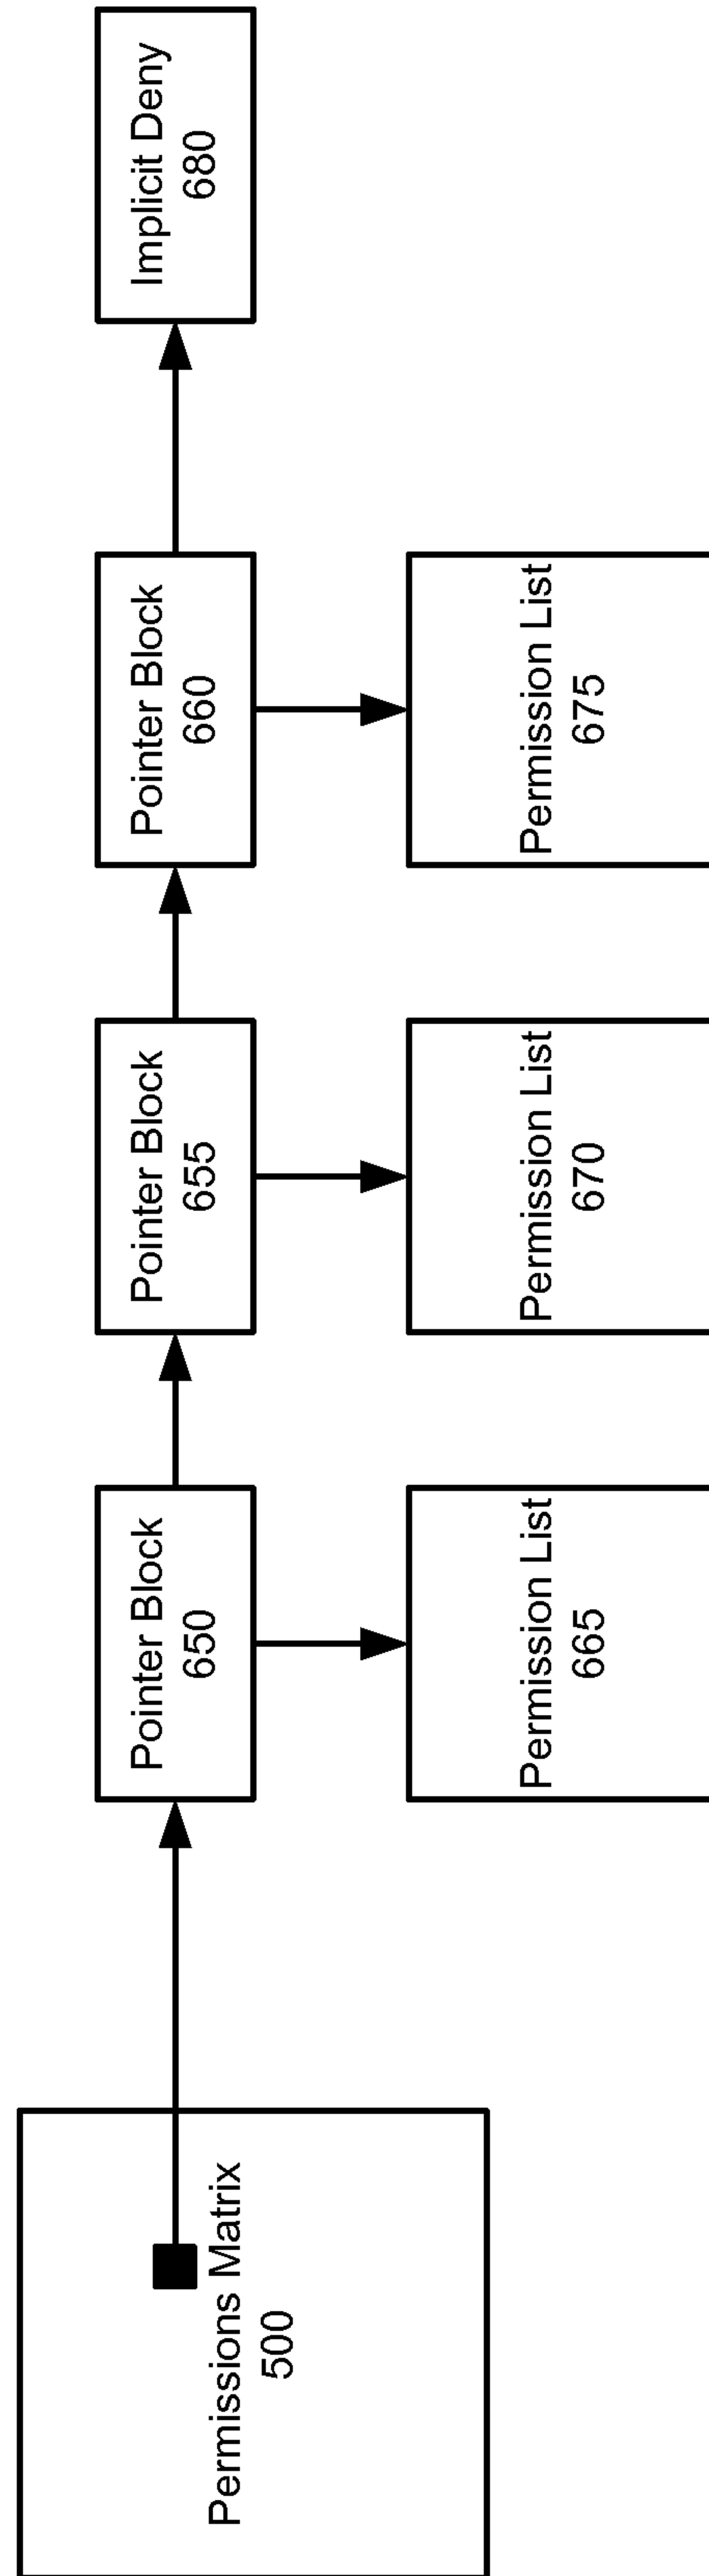 Permissions Matrix
500
Pointer Block
650
Pointer Block
655
Pointer Block
660
Implicit Deny
680
Permission List
665
Permission List
670
Permission List
675